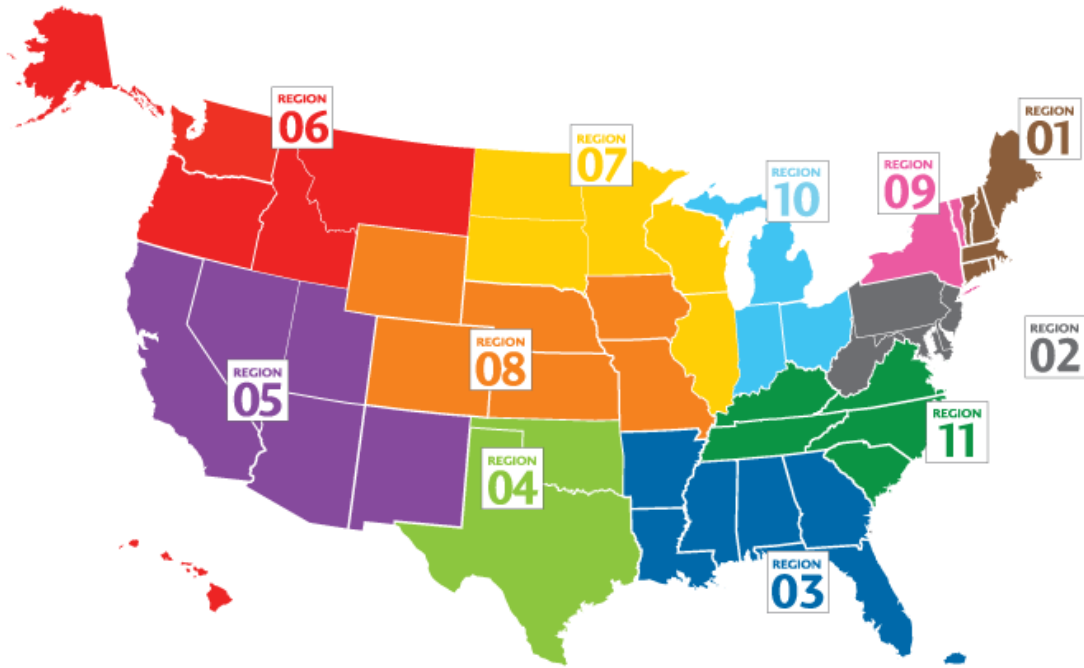 REGION
06
REGION
07
REGION
10
REGION
09
REGION
01
REGION
02
REGION
05
REGION
08
REGION
04
REGION
11
REGION
03